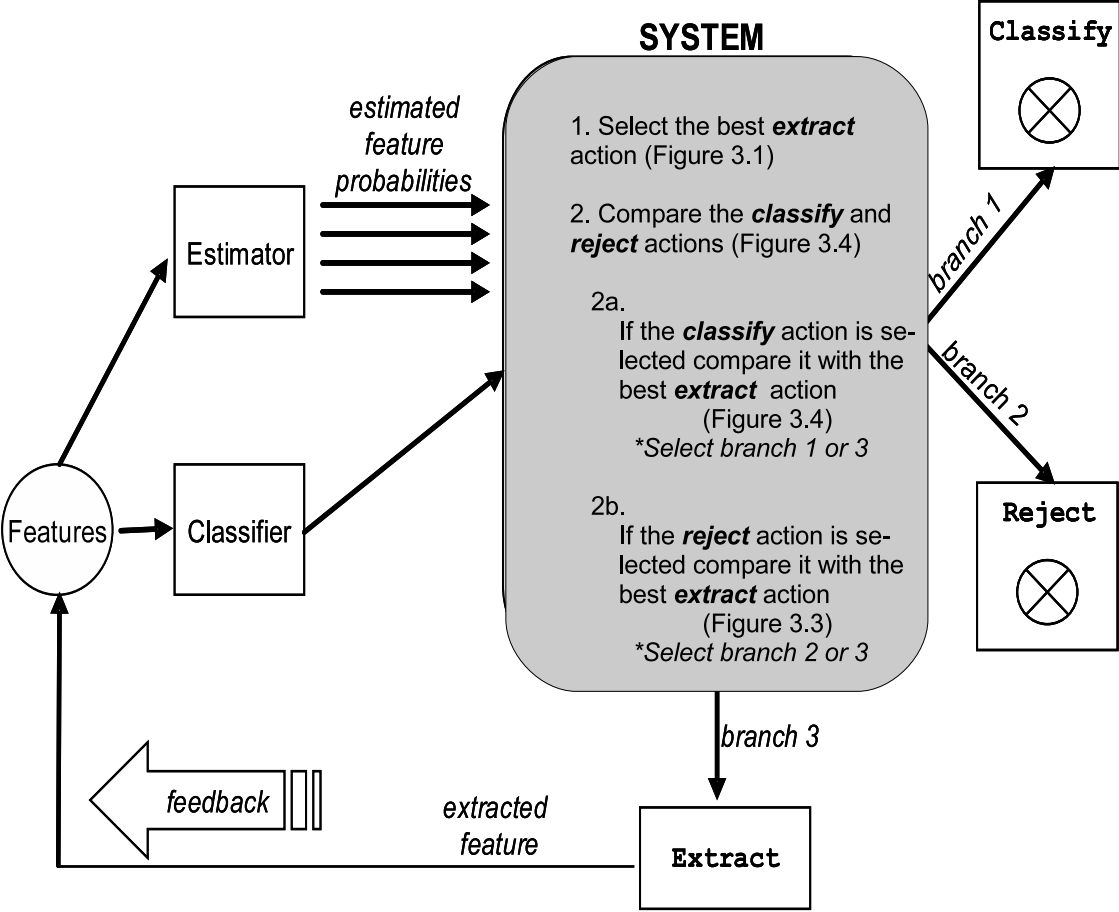 SYSTEM
Classify
estimated
feature
probabilities
1. Select the best extract
action (Figure 3.1)
2. Compare the classify and
reject actions (Figure 3.4)
2a.
If the classify action is se-
lected compare it with the
best extract action
(Figure 3.4)
*Select branch 1 or 3
2b.
If the reject action is se-
lected compare it with the
best extract action
(Figure 3.3)
*Select branch 2 or 3
Estimator
Features
Classifier
branch 1
branch 2
Reject
branch 3
feedback
extracted
feature
Extract